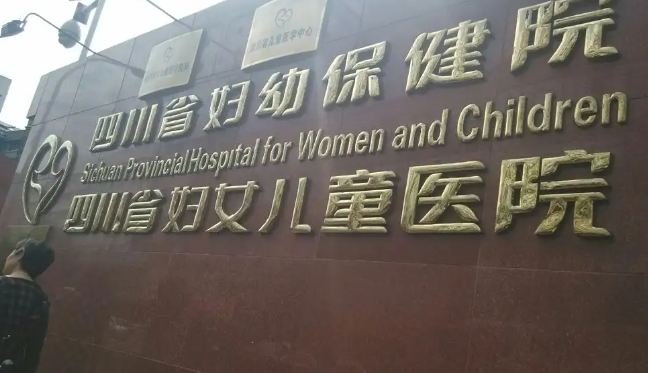 四川省妇幼保健院
Sichuan Provincial Hospital for Women and Children
四川省妇女儿童医院